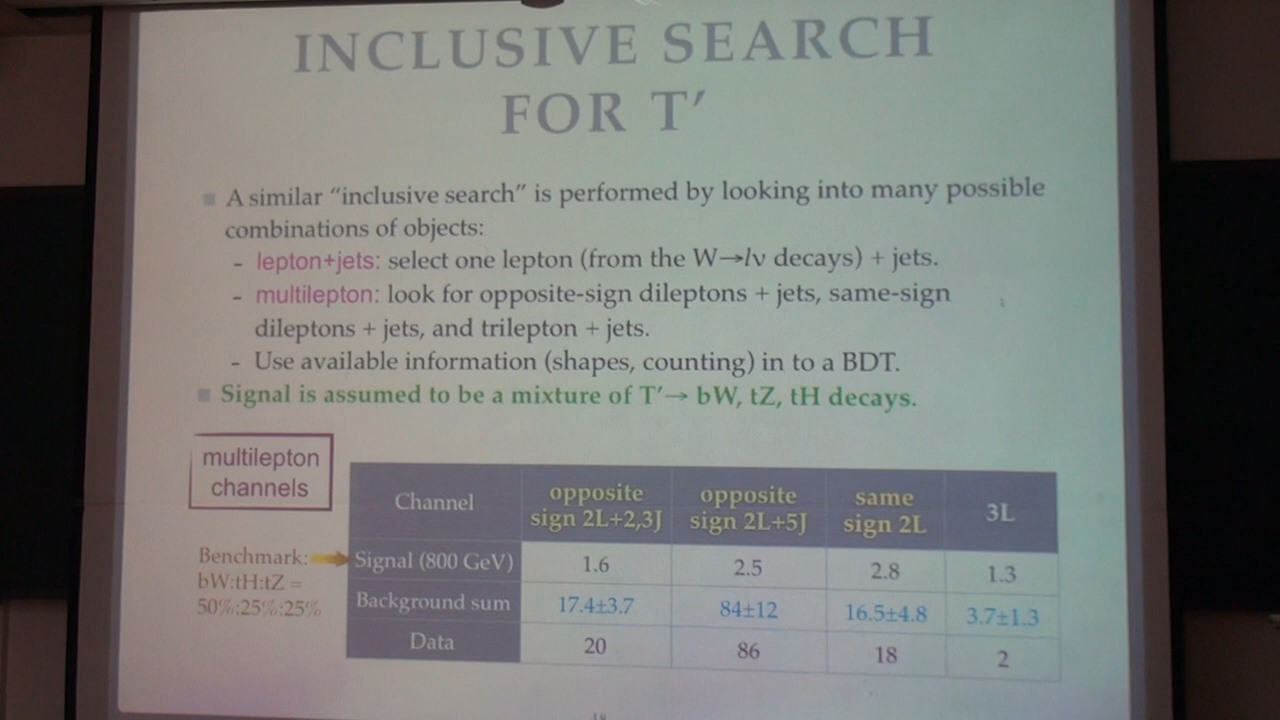 INCLUSIVE SEARCH
FOR T′
A similar “inclusive search” is performed by looking into many possible
combinations of objects:
- lepton+jets: select one lepton (from the W→lν decays) + jets.
- multilepton: look for opposite-sign dileptons + jets, same-sign
dileptons + jets, and trilepton + jets.
- Use available information (shapes, counting) in to a BDT.
Signal is assumed to be a mixture of T′→ bW, tZ, tH decays.
multilepton
channels
Benchmark:
bW:tH:tZ =
50%:25%:25%
Channel opposite sign 2L+2,3J opposite sign 2L+5J same sign 2L 3L
Signal (800 GeV) 1.6 2.5 2.8 1.3
Background sum 17.4±3.7 84±12 16.5±4.8 3.7±1.3
Data 20 86 18 2